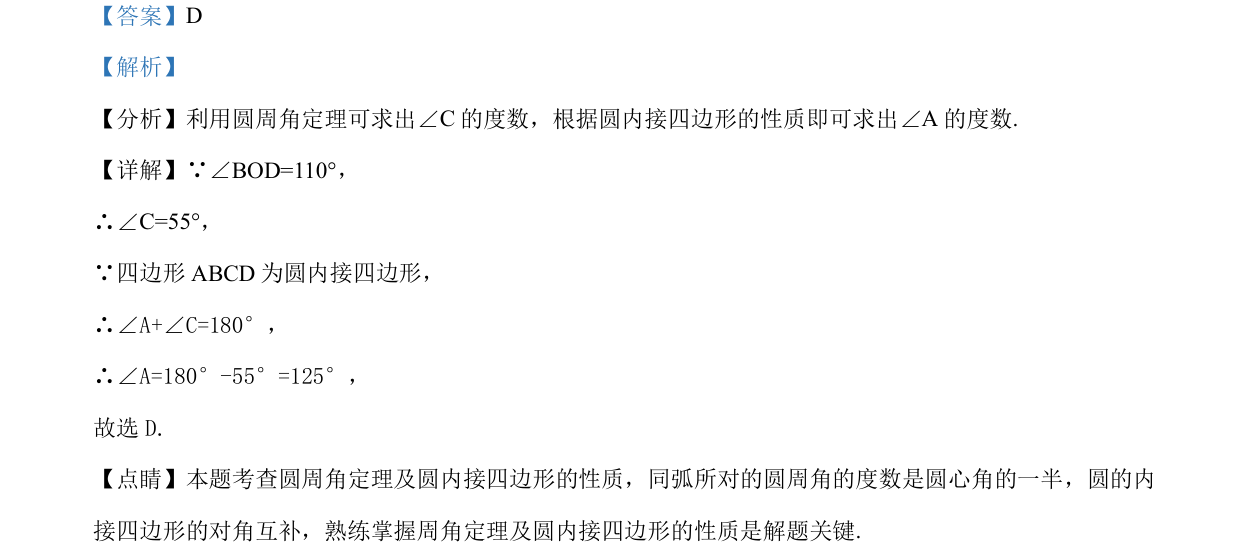 【答案】D
【解析】
【分析】利用圆周角定理可求出∠C 的度数，根据圆内接四边形的性质即可求出∠A 的度数.
【详解】∵∠BOD=110°，
∴∠C=55°，
∵四边形 ABCD 为圆内接四边形，
∴∠A+∠C=180°，
∴∠A=180°-55°=125°，
故选 D.
【点睛】本题考查圆周角定理及圆内接四边形的性质，同弧所对的圆周角的度数是圆心角的一半，圆的内
接四边形的对角互补，熟练掌握周角定理及圆内接四边形的性质是解题关键.